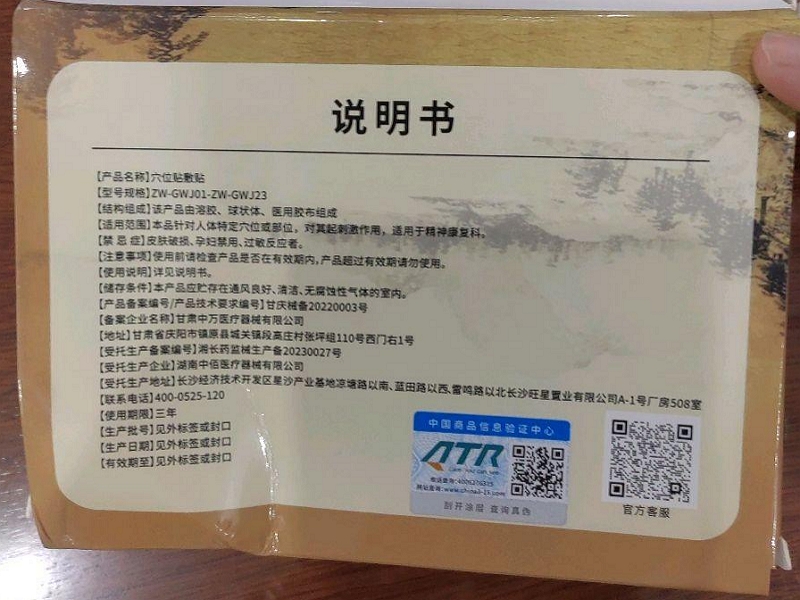 说明书
【产品名称】穴位贴敷贴
【型号规格】ZW-GWJ01-ZW-GWJ23
【结构组成】该产品由溶胶、球状体、医用胶布组成
【适用范围】本品针对人体特定穴位或部位，对其起刺激作用，适用于精神康复科。
【禁 忌 症】皮肤破损、孕妇禁用、过敏反应者。
【注意事项】使用前请检查产品是否在有效期内，产品超过有效期请勿使用。
【使用说明】详见说明书。
【储存条件】本产品应贮存在通风良好、清洁、无腐蚀性气体的室内。
【产品备案编号/产品技术要求编号】甘庆械备20220003号
【备案企业名称】甘肃中万医疗器械有限公司
【地址】甘肃省庆阳市镇原县城关镇段高庄村张坪组110号西门右1号
【受托生产备案编号】湘长药监械生产备20230027号
【受托生产企业】湖南中佰医疗器械有限公司
【受托生产地址】长沙经济技术开发区星沙产业基地凉塘路以南、蓝田路以西、雷鸣路以北长沙旺星置业有限公司A-1号厂房508室
【联系电话】400-0525-120
【使用期限】三年
【生产批号】见外标签或封口
【生产日期】见外标签或封口
【有效期至】见外标签或封口
中国商品信息验证中心
ATR
刮开涂层 查询真伪
官方客服